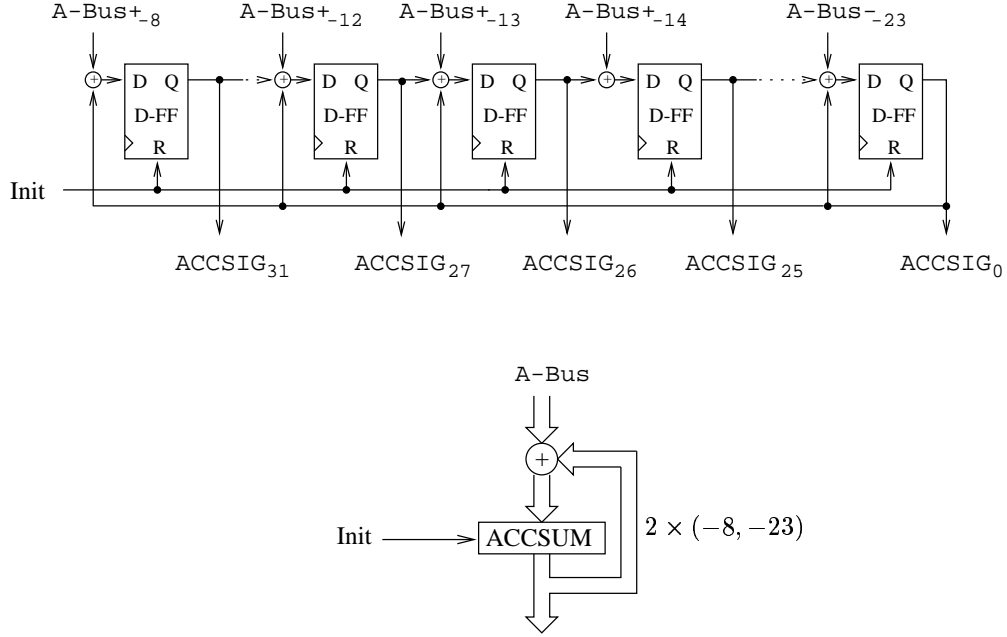 A-Bus+₋₈ A-Bus+₋₁₂ A-Bus+₋₁₃ A-Bus+₋₁₄ A-Bus−₋₂₃
+ + + + +
D Q D Q D Q D Q D Q
D-FF D-FF D-FF D-FF D-FF
R R R R R
Init
ACCSIG₃₁ ACCSIG₂₇ ACCSIG₂₆ ACCSIG₂₅ ACCSIG₀
A-Bus
+
2 × (−8, −23)
Init ACCSUM